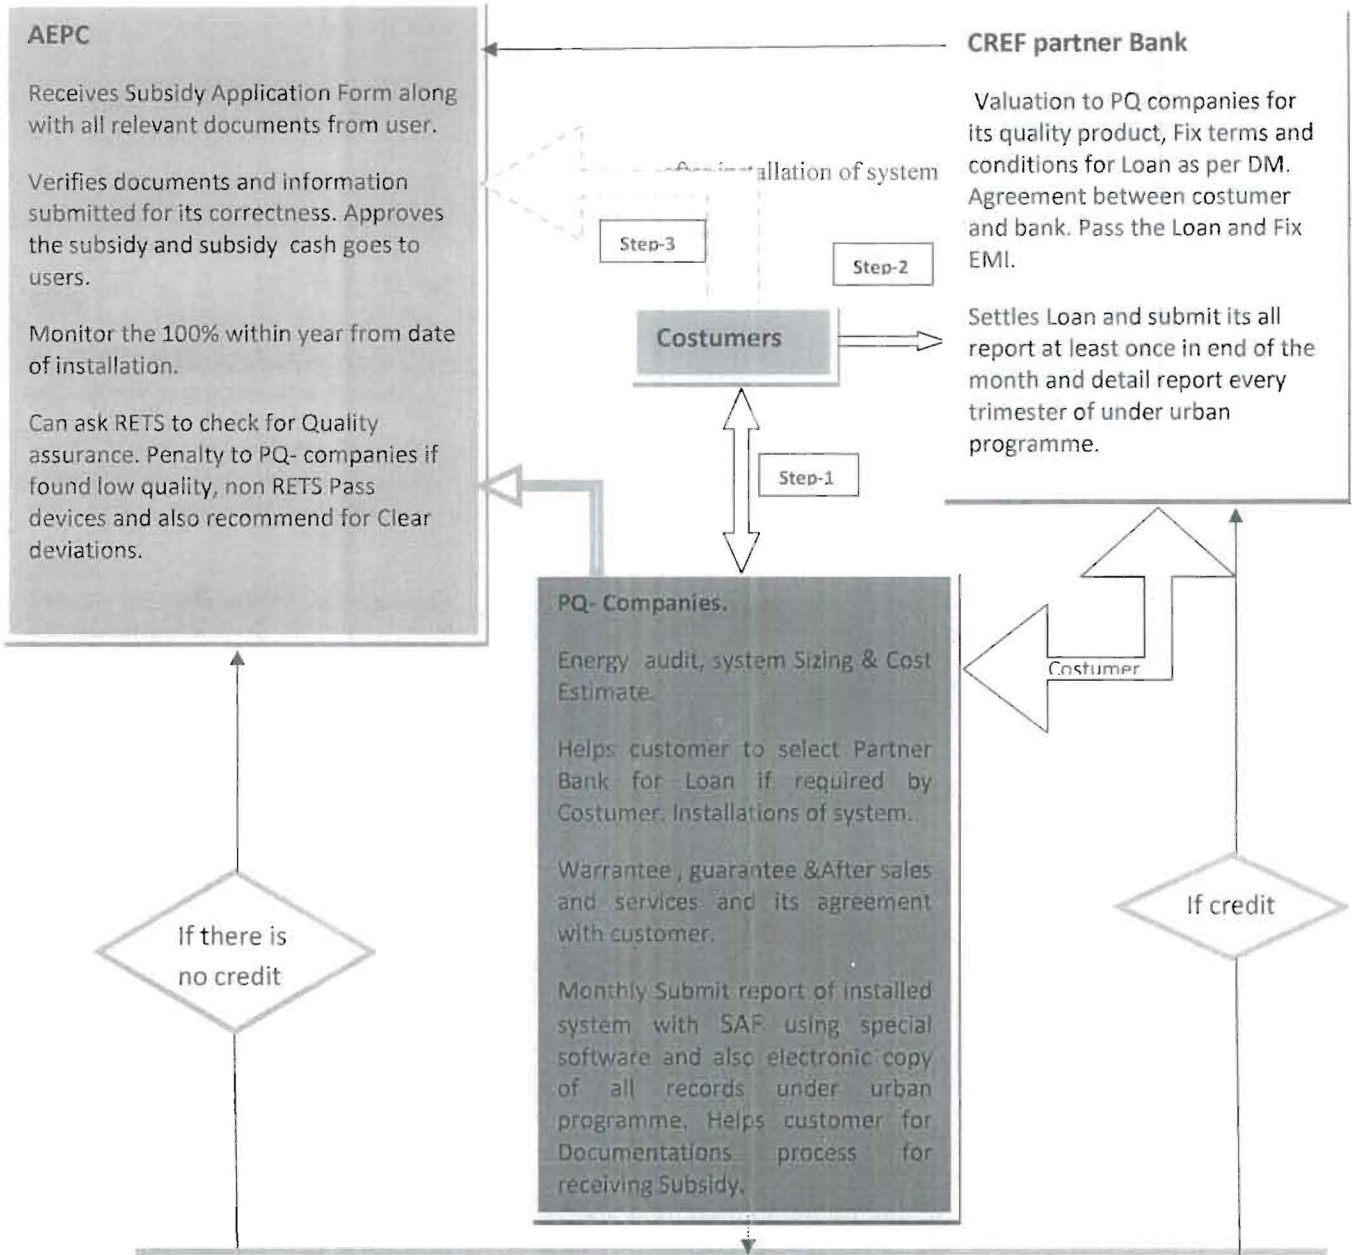 AEPC
Receives Subsidy Application Form along
with all relevant documents from user.
Verifies documents and information
submitted for its correctness. Approves
the subsidy and subsidy cash goes to
users.
Monitor the 100% within year from date
of installation.
Can ask RETS to check for Quality
assurance. Penalty to PQ- companies if
found low quality, non RETS Pass
devices and also recommend for Clear
deviations.
CREF partner Bank
Valuation to PQ companies for
its quality product, Fix terms and
conditions for Loan as per DM.
Agreement between costumer
and bank. Pass the Loan and Fix
EMI.
Settles Loan and submit its all
report at least once in end of the
month and detail report every
trimester of under urban
programme.
after installation of system
Step-3
Step-2
Costumers
Step-1
PQ- Companies.
Energy audit, system Sizing & Cost
Estimate.
Helps customer to select Partner
Bank for Loan if required by
Costumer. Installations of system.
Warrantee , guarantee &After sales
and services and its agreement
with customer.
Monthly Submit report of installed
system with SAF using special
software and also electronic copy
of all records under urban
programme. Helps customer for
Documentations process for
receiving Subsidy.
Costumer
If there is
no credit
If credit